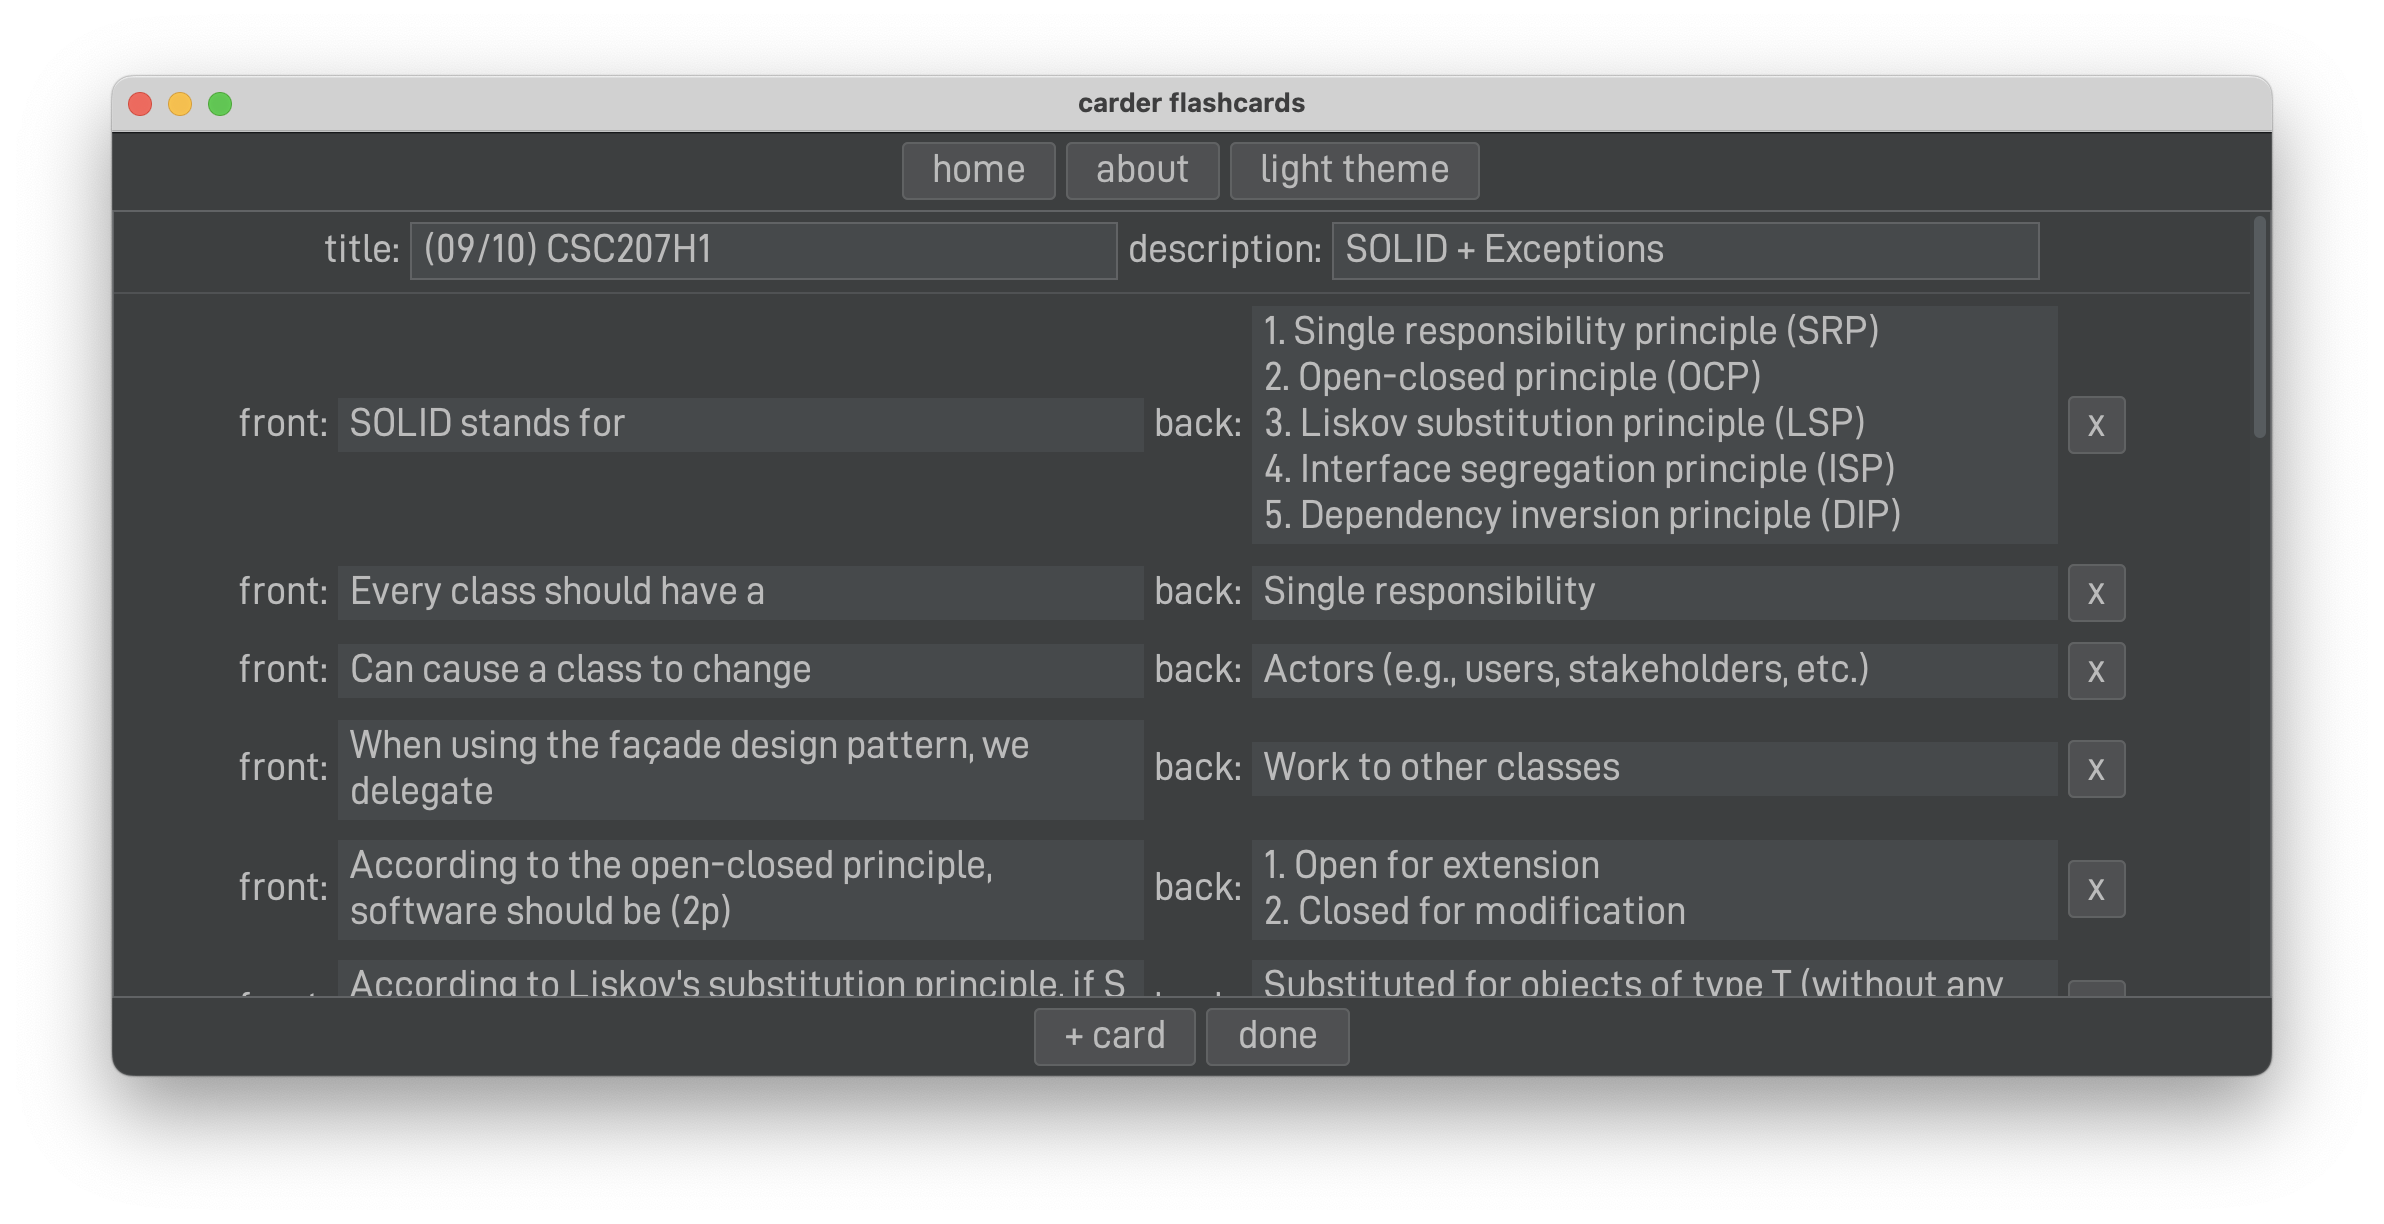 carder flashcards
home about light theme
title: (09/10) CSC207H1 description: SOLID + Exceptions
front: SOLID stands for back: 1. Single responsibility principle (SRP)
2. Open-closed principle (OCP)
3. Liskov substitution principle (LSP)
4. Interface segregation principle (ISP)
5. Dependency inversion principle (DIP)
x
front: Every class should have a back: Single responsibility x
front: Can cause a class to change back: Actors (e.g., users, stakeholders, etc.) x
front: When using the façade design pattern, we
delegate
back: Work to other classes x
front: According to the open-closed principle,
software should be (2p)
back: 1. Open for extension
2. Closed for modification
x
According to Liskov's substitution principle, if S
Substituted for objects of type T (without any
+ card done